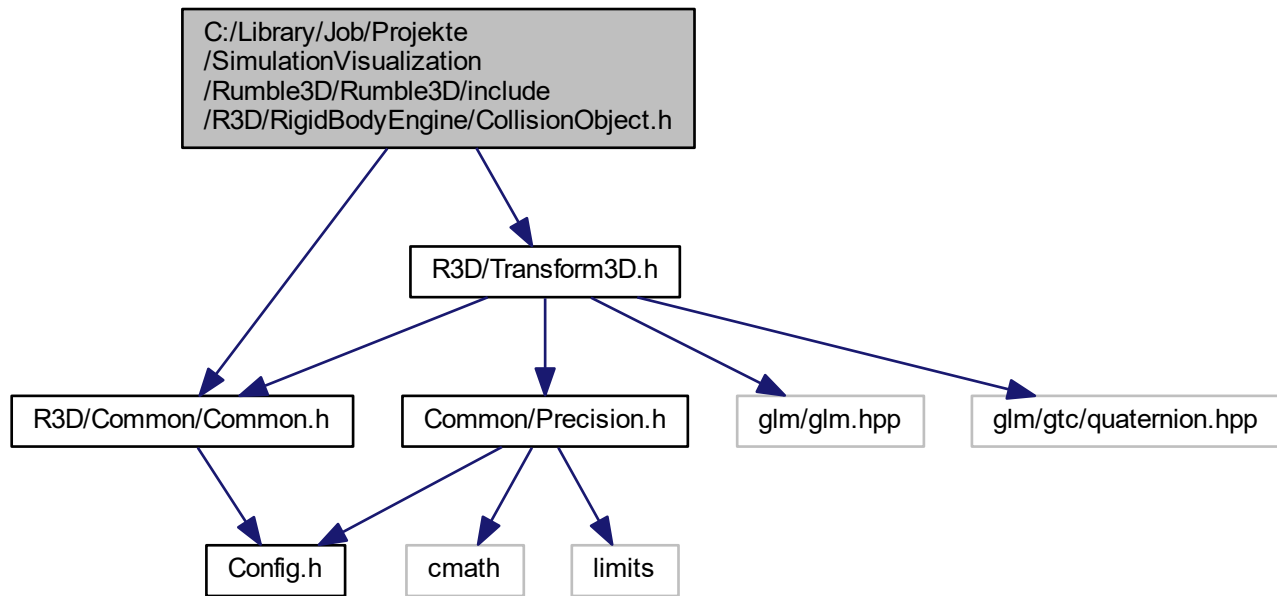 C:/Library/Job/Projekte
/SimulationVisualization
/Rumble3D/Rumble3D/include
/R3D/RigidBodyEngine/CollisionObject.h
R3D/Transform3D.h
R3D/Common/Common.h
Common/Precision.h
glm/glm.hpp
glm/gtc/quaternion.hpp
Config.h
cmath
limits